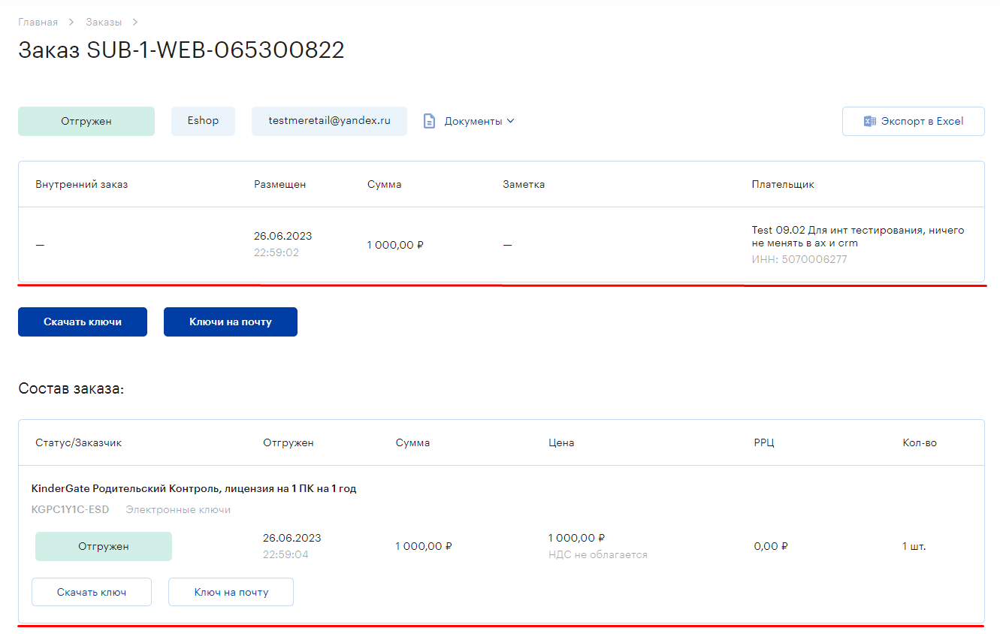 Главная > Заказы >
Заказ SUB-1-WEB-065300822
Отгружен Eshop testmeretail@yandex.ru Документы Экспорт в Excel
Внутренний заказ Размещен Сумма Заметка Плательщик
— 26.06.2023 22:59:02 1 000,00 ₽ — Test 09.02 Для инт тестирования, ничего
не менять в ах и crm
ИНН: 5070006277
Скачать ключи Ключи на почту
Состав заказа:
Статус/Заказчик Отгружен Сумма Цена РРЦ Кол-во
KinderGate Родительский Контроль, лицензия на 1 ПК на 1 год
KGPC1Y1C-ESD Электронные ключи
Отгружен 26.06.2023 1 000,00 ₽ 1 000,00 ₽ 0,00 ₽ 1 шт.
22:59:04 НДС не облагается
Скачать ключ Ключ на почту